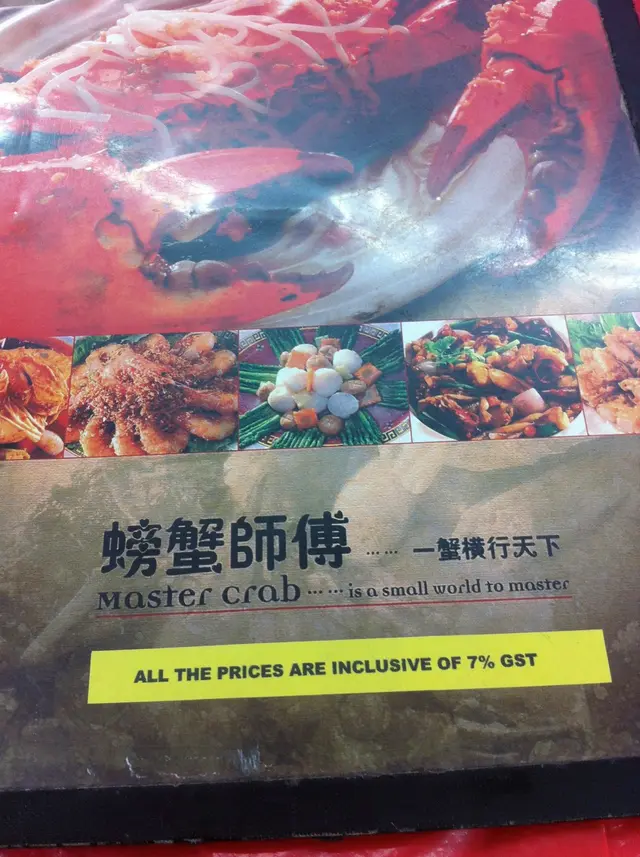 螃蟹師傅 …… 一蟹橫行天下
Master Crab …… is a small world to master
ALL THE PRICES ARE INCLUSIVE OF 7% GST